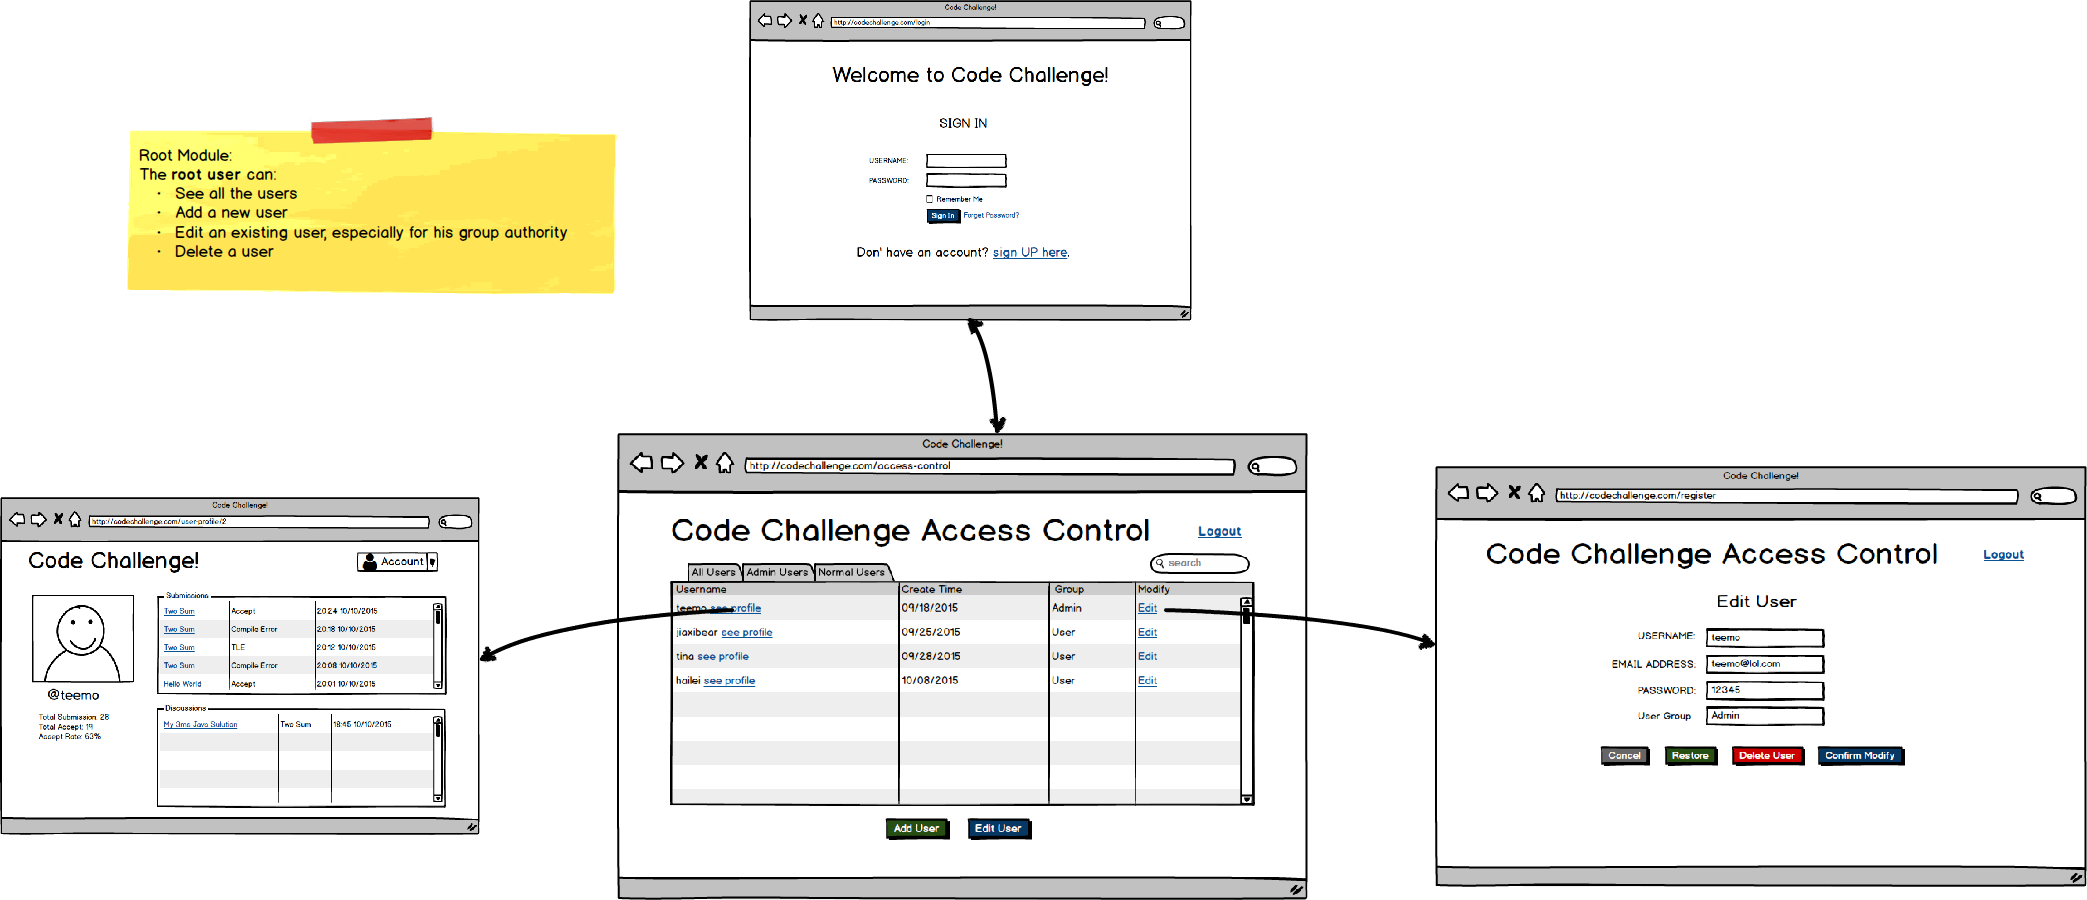 Code Challenge!
http://codechallenge.com/login
Welcome to Code Challenge!
SIGN IN
USERNAME:
PASSWORD:
Remember Me
Sign In Forget Password?
Don' have an account? sign UP here.
Root Module:
The root user can:
· See all the users
· Add a new user
· Edit an existing user, especially for his group authority
· Delete a user
Code Challenge!
http://codechallenge.com/user-profile/2
Code Challenge!
Account
@teemo
Total Submission: 28
Total Accept: 19
Accept Rate: 63%
Submissions
Two Sum Accept 20:24 10/10/2015
Two Sum Compile Error 20:18 10/10/2015
Two Sum TLE 20:12 10/10/2015
Two Sum Compile Error 20:08 10/10/2015
Hello World Accept 20:01 10/10/2015
Discussions
My 3ms Java Solution Two Sum 18:45 10/10/2015
Code Challenge!
http://codechallenge.com/access-control
Code Challenge Access Control
Logout
search
All Users Admin Users Normal Users
Username Create Time Group Modify
teemo see profile 09/18/2015 Admin Edit
jiaxibear see profile 09/25/2015 User Edit
tina see profile 09/28/2015 User Edit
hailei see profile 10/08/2015 User Edit
Add User Edit User
Code Challenge!
http://codechallenge.com/register
Code Challenge Access Control
Logout
Edit User
USERNAME: teemo
EMAIL ADDRESS: teemo@lol.com
PASSWORD: 12345
User Group Admin
Cancel Restore Delete User Confirm Modify